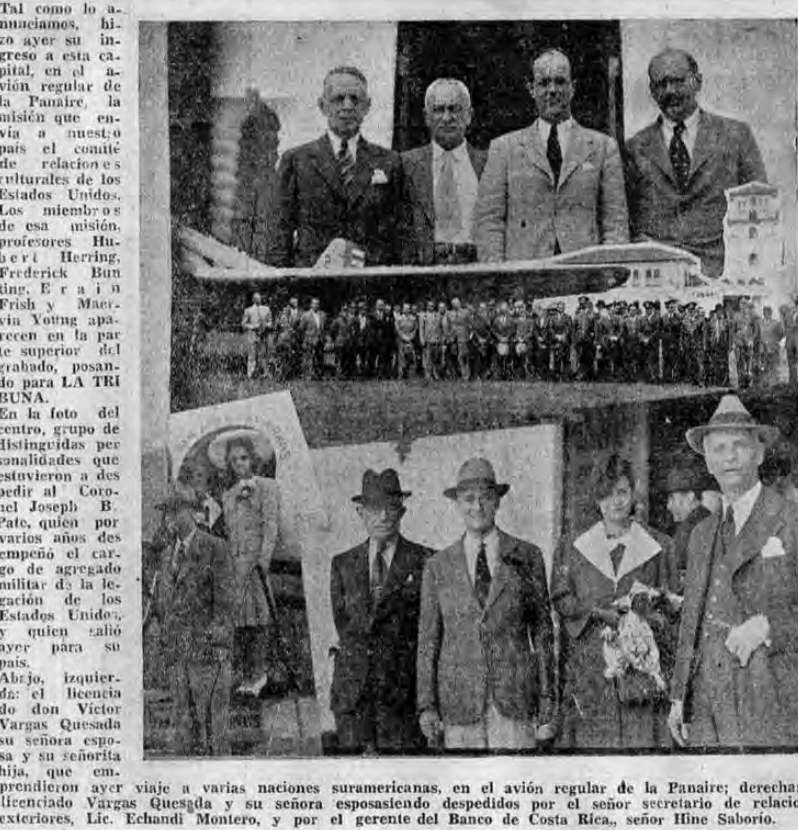 Tal como lo a-
nunciamos, hi-
zo ayer su in-
greso a esta ca-
pital, en el a-
vión regular de
la Panaire, la
misión que en-
vía a nuestro
país el comité
de relaciones
culturales de los
Estados Unidos.
Los miembros
de esa misión,
profesores Hu-
bert Herring,
Frederick Bun
ting, Erain
Frish y Maer-
vin Young apa-
recen en la par
te superior del
grabado, posan-
do para LA TRI
BUNA.
En la foto del
centro, grupo de
distinguidas per
sonalidades que
estuvieron a des
pedir al Coro-
nel Joseph B.
Pate, quien por
varios años des
empeñó el car-
go de agregado
militar de la le-
gación de los
Estados Unidos,
y quien salió
ayer para su
país.
Abajo, izquier-
da: el licencia
do don Víctor
Vargas Quesada
su señora espo-
sa y su señorita
hija, que em-
prendieron ayer viaje a varias naciones suramericanas, en el avión regular de la Panaire; derecha;
licenciado Vargas Quesada y su señora esposasiendo despedidos por el señor secretario de relacio
exteriores, Lic. Echandi Montero, y por el gerente del Banco de Costa Rica,, señor Hine Saborío.